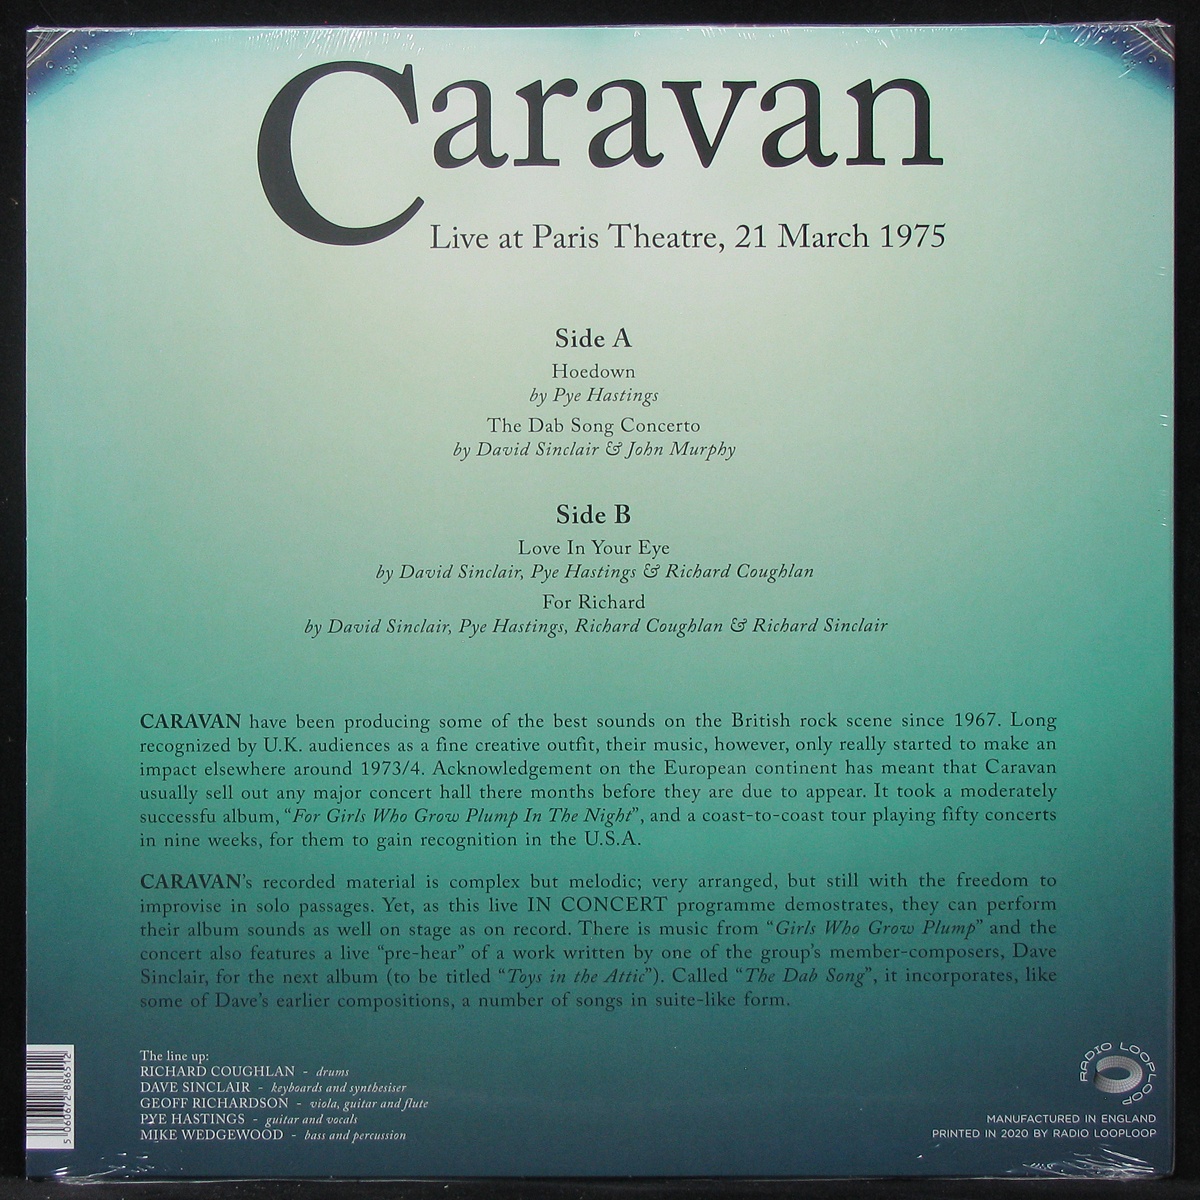 Caravan
Live at Paris Theatre, 21 March 1975
Side A
Hoedown
by Pye Hastings
The Dab Song Concerto
by David Sinclair & John Murphy
Side B
Love In Your Eye
by David Sinclair, Pye Hastings & Richard Coughlan
For Richard
by David Sinclair, Pye Hastings, Richard Coughlan & Richard Sinclair
CARAVAN have been producing some of the best sounds on the British rock scene since 1967. Long
recognized by U.K. audiences as a fine creative outfit, their music, however, only really started to make an
impact elsewhere around 1973/4. Acknowledgement on the European continent has meant that Caravan
usually sell out any major concert hall there months before they are due to appear. It took a moderately
successfu album, "For Girls Who Grow Plump In The Night", and a coast-to-coast tour playing fifty concerts
in nine weeks, for them to gain recognition in the U.S.A.
CARAVAN's recorded material is complex but melodic; very arranged, but still with the freedom to
improvise in solo passages. Yet, as this live IN CONCERT programme demostrates, they can perform
their album sounds as well on stage as on record. There is music from "Girls Who Grow Plump" and the
concert also features a live "pre-hear" of a work written by one of the group's member-composers, Dave
Sinclair, for the next album (to be titled "Toys in the Attic"). Called "The Dab Song", it incorporates, like
some of Dave's earlier compositions, a number of songs in suite-like form.
The line up:
RICHARD COUGHLAN - drums
DAVE SINCLAIR - keyboards and synthesiser
GEOFF RICHARDSON - viola, guitar and flute
PYE HASTINGS - guitar and vocals
MIKE WEDGEWOOD - bass and percussion
5 060672 886512
RADIO LOOPLOOP
MANUFACTURED IN ENGLAND
PRINTED IN 2020 BY RADIO LOOPLOOP